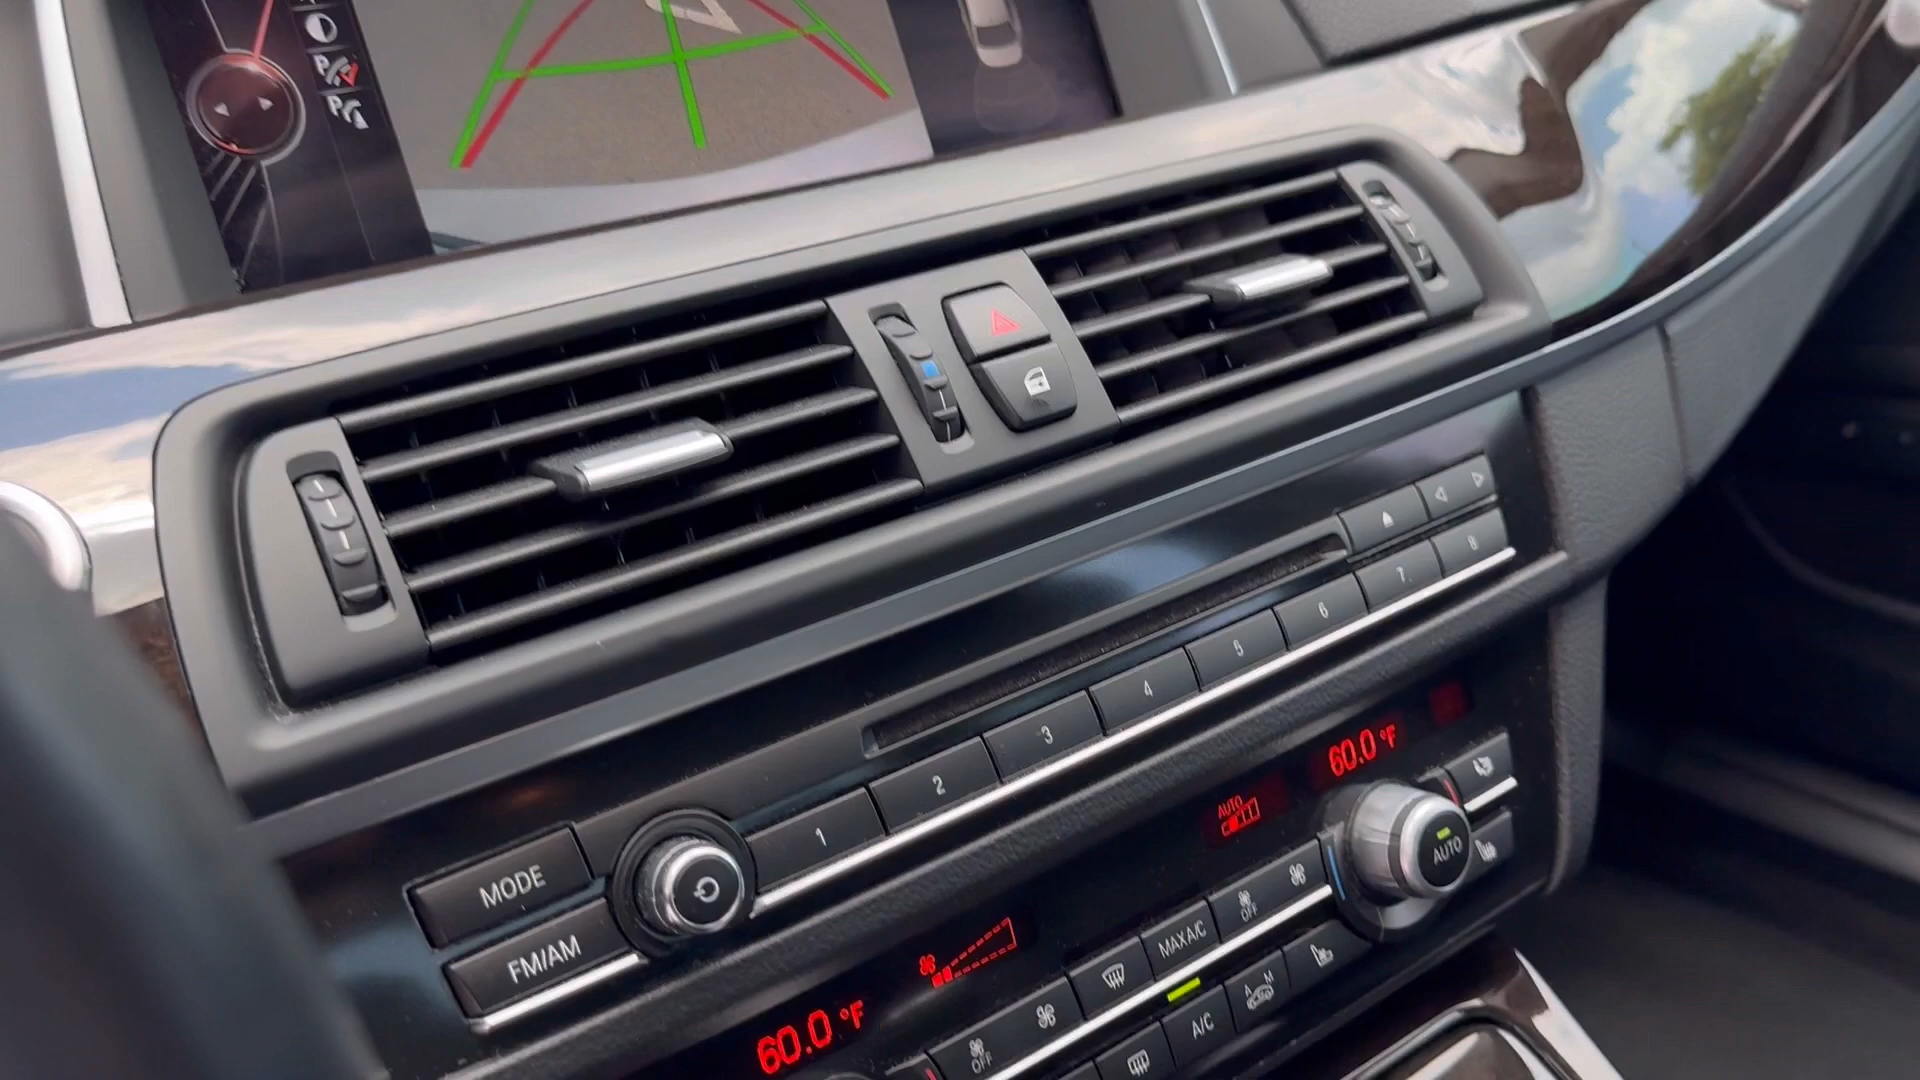 P
P
MODE
FM/AM
1
2
3
4
5
6
7
8
60.0 °F
AUTO
AUTO
MAX A/C
OFF
60.0 °F
A
M
A/C
OFF